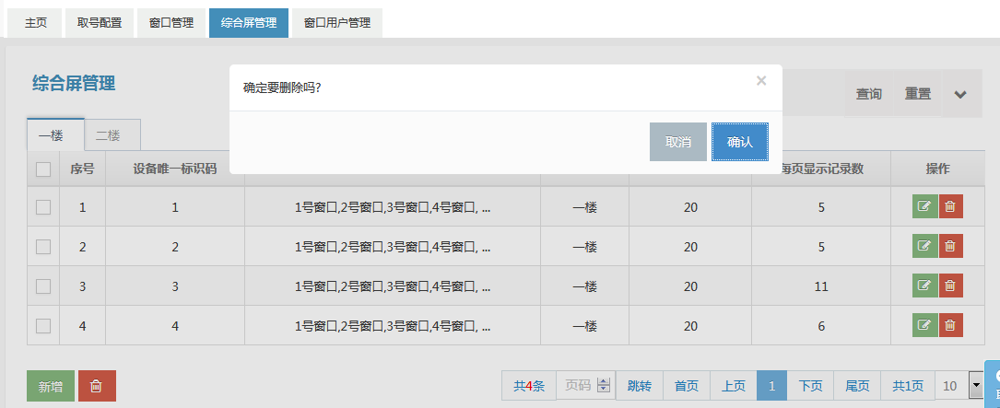 主页 取号配置 窗口管理 综合屏管理 窗口用户管理
综合屏管理
确定要删除吗?
×
查询 重置
取消 确认
一楼 二楼
序号 设备唯一标识码 每页显示记录数 操作
1 1 1号窗口,2号窗口,3号窗口,4号窗口, ... 一楼 20 5
2 2 1号窗口,2号窗口,3号窗口,4号窗口, ... 一楼 20 5
3 3 1号窗口,2号窗口,3号窗口,4号窗口, ... 一楼 20 11
4 4 1号窗口,2号窗口,3号窗口,4号窗口, ... 一楼 20 6
新增 共4条 页码 跳转 首页 上页 1 下页 尾页 共1页 10